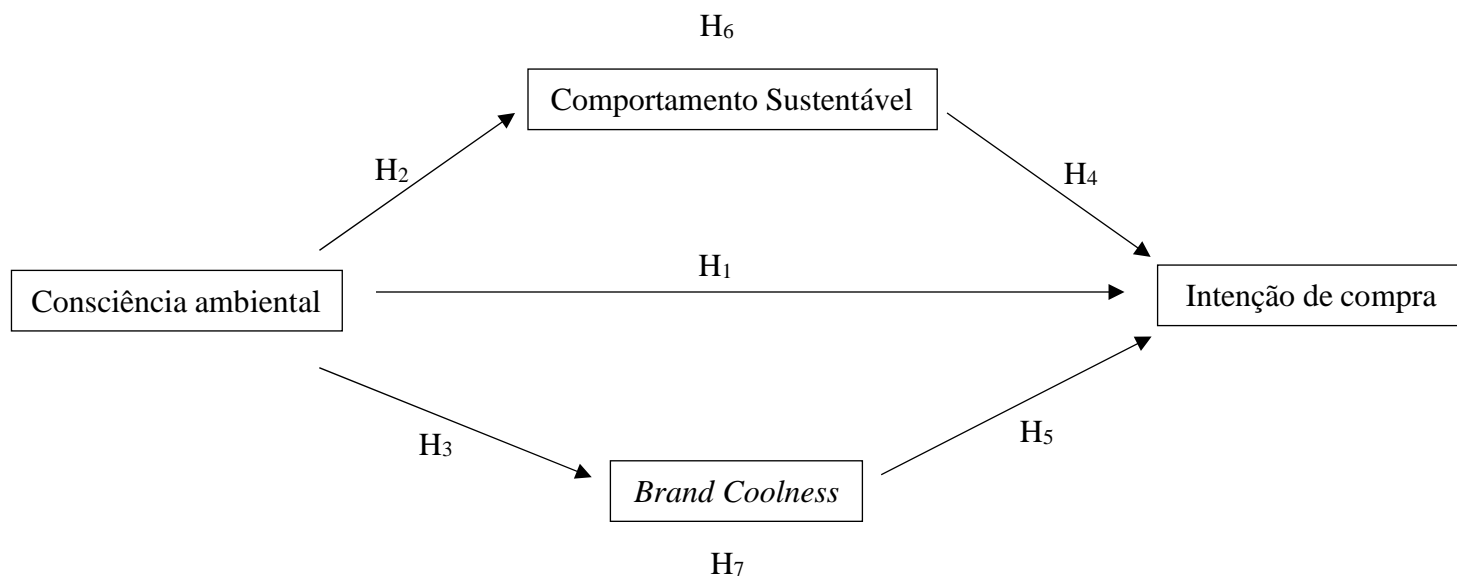 H₆
Comportamento Sustentável
H₂
H₄
H₁
Consciência ambiental
Intenção de compra
H₃
H₅
Brand Coolness
H₇